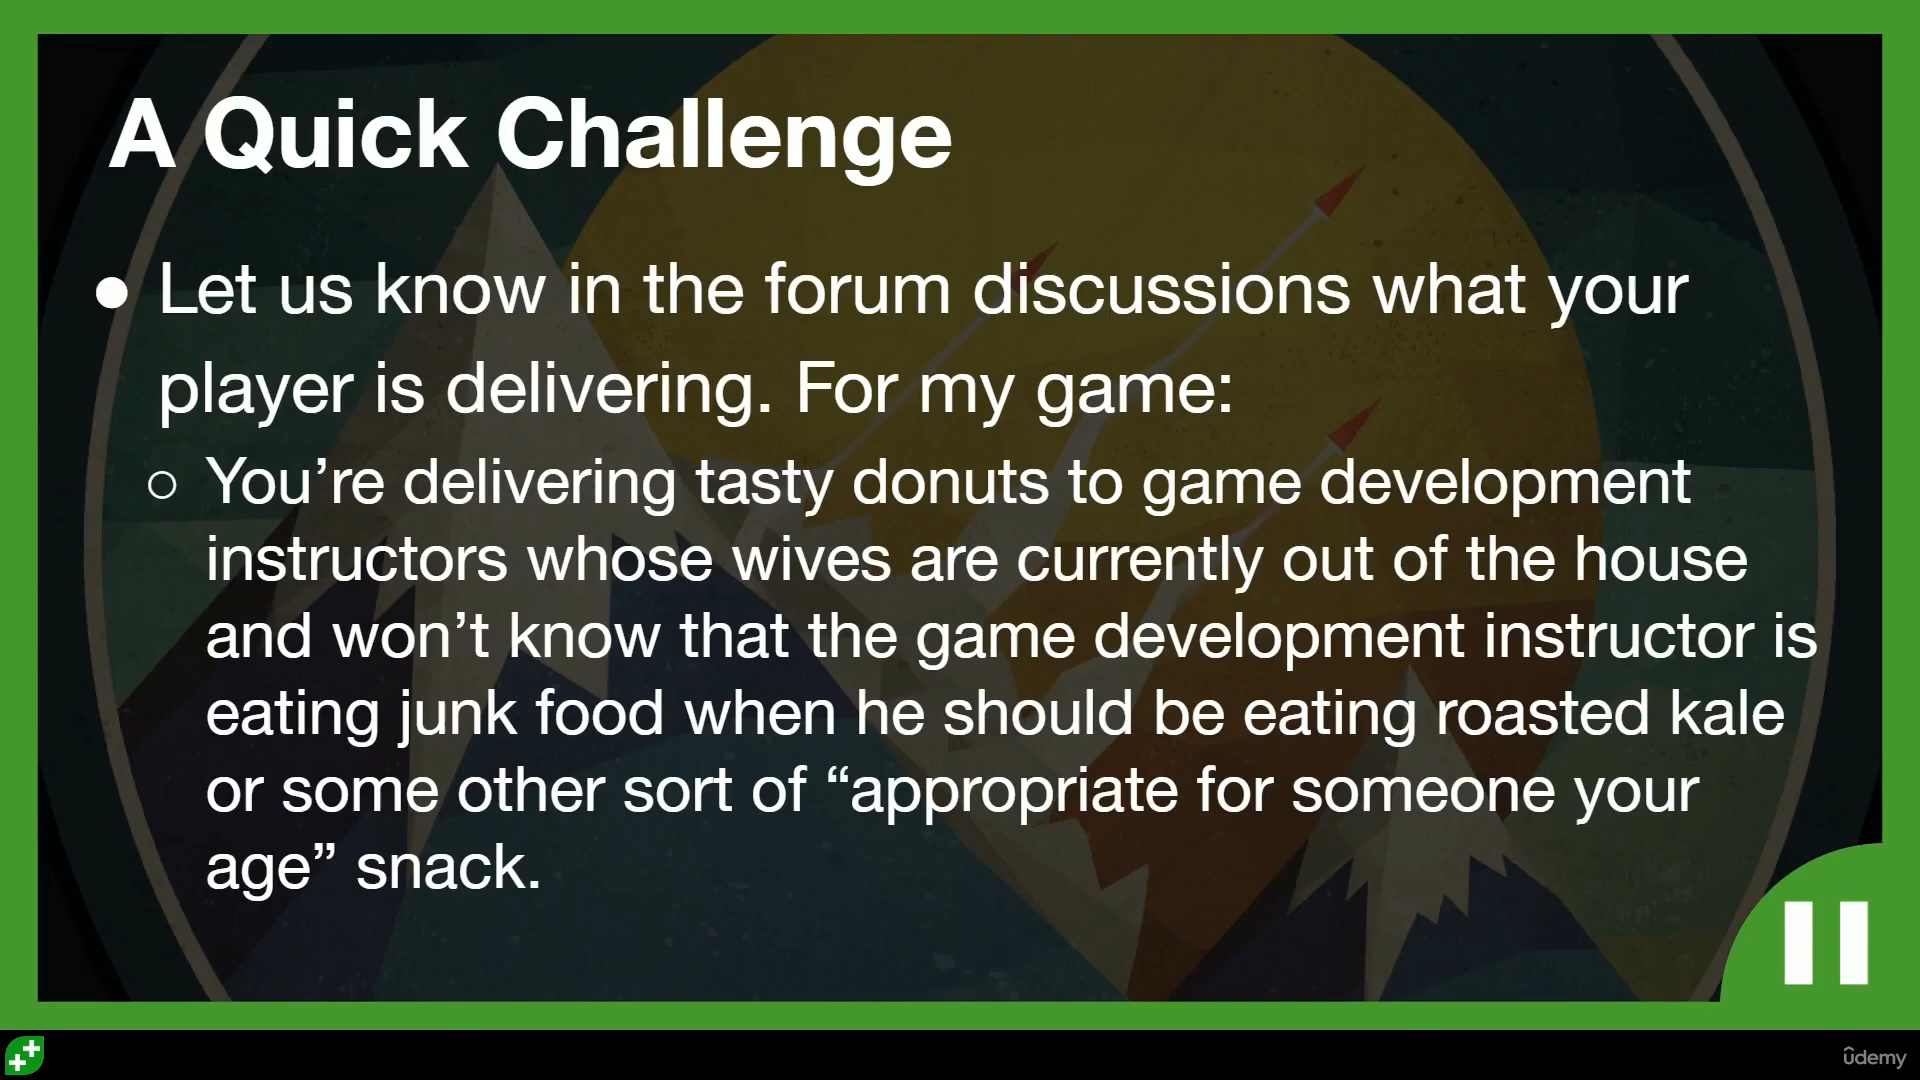 A Quick Challenge
● Let us know in the forum discussions what your
player is delivering. For my game:
○ You’re delivering tasty donuts to game development
instructors whose wives are currently out of the house
and won’t know that the game development instructor is
eating junk food when he should be eating roasted kale
or some other sort of “appropriate for someone your
age” snack.
ûdemy